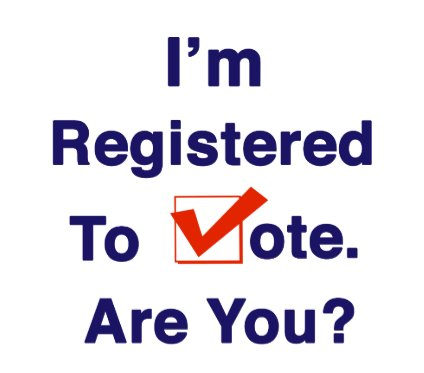 I'm
Registered
To Vote.
Are You?